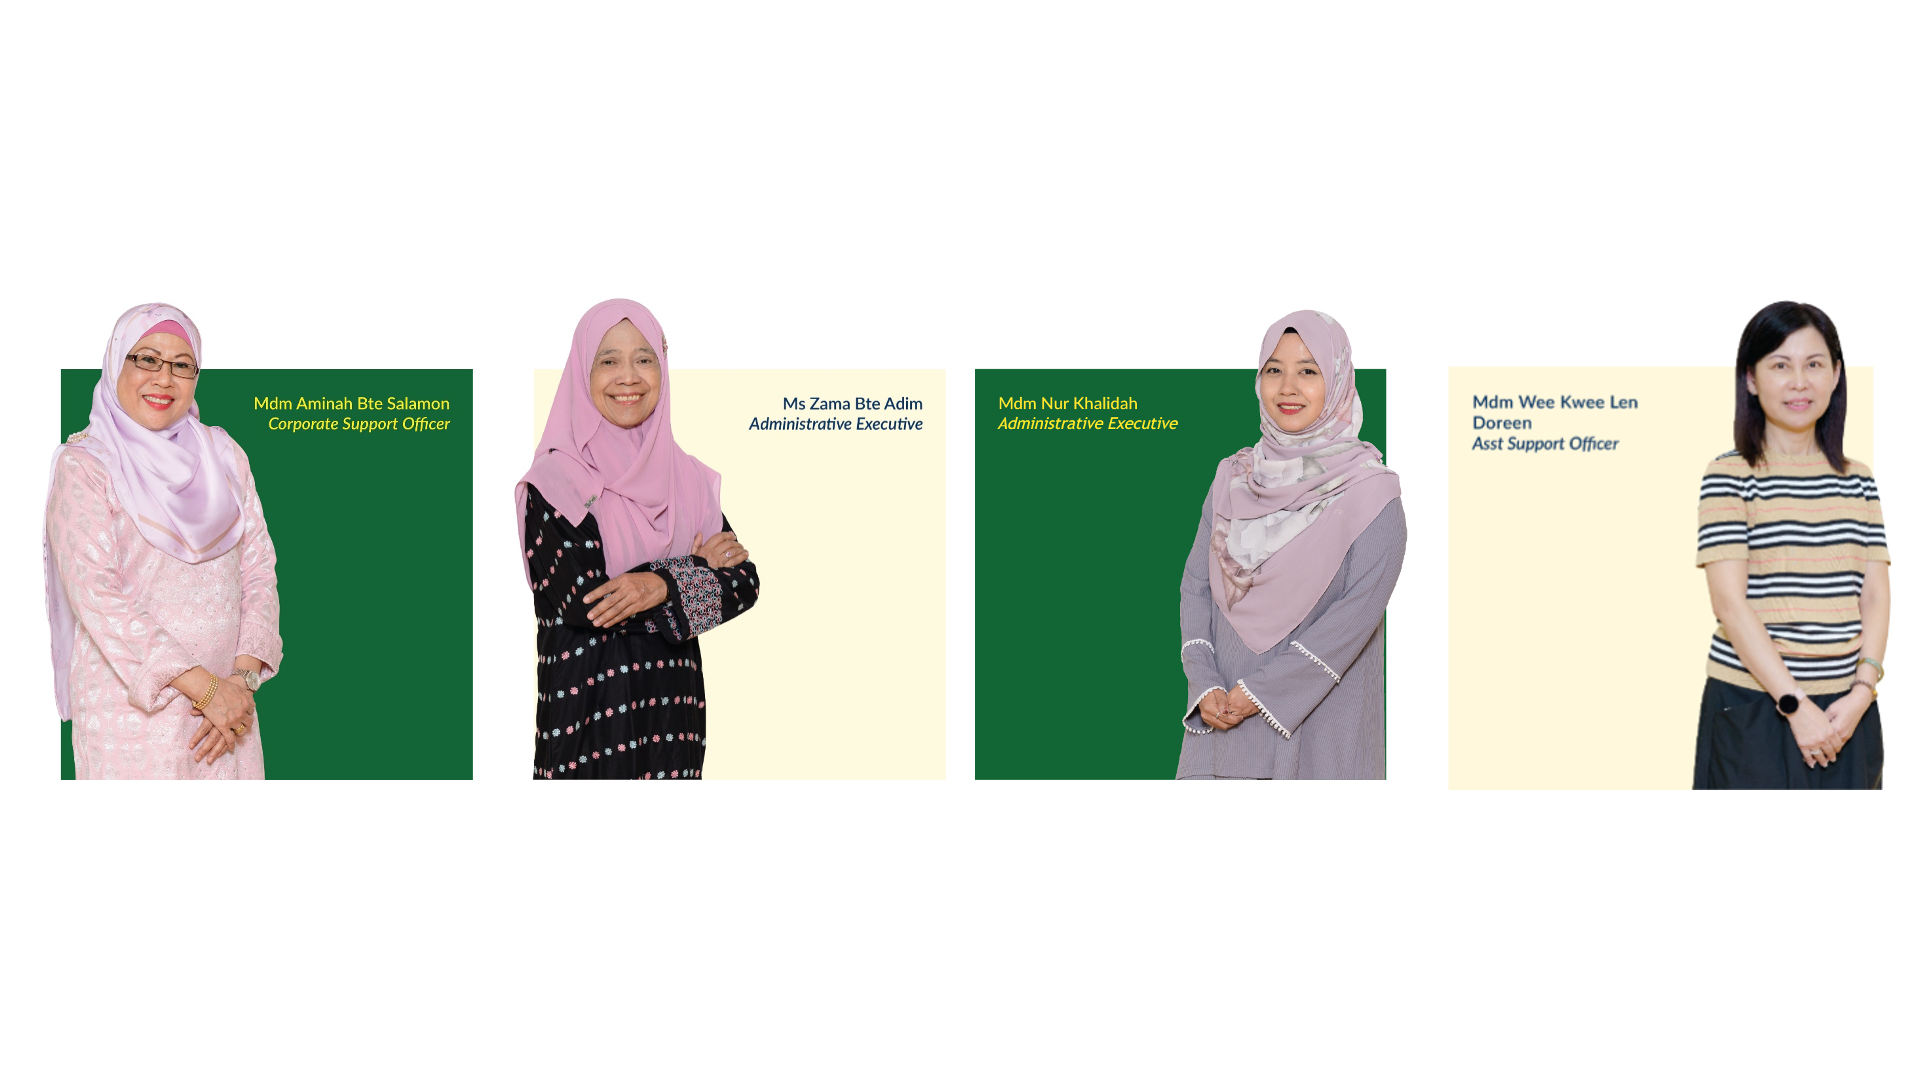 Mdm Aminah Bte Salamon
Corporate Support Officer
Ms Zama Bte Adim
Administrative Executive
Mdm Nur Khalidah
Administrative Executive
Mdm Wee Kwee Len
Doreen
Asst Support Officer